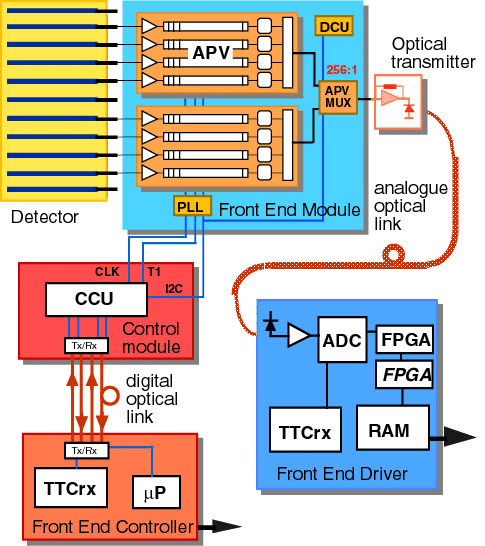 DCU
APV
256:1
APV
MUX
Optical
transmitter
Detector
PLL
Front End Module
analogue
optical
link
CLK
T1
I2C
CCU
Control
module
Tx/Rx
digital
optical
link
ADC
FPGA
FPGA
TTCrx
RAM
Front End Driver
Tx/Rx
TTCrx
µP
Front End Controller